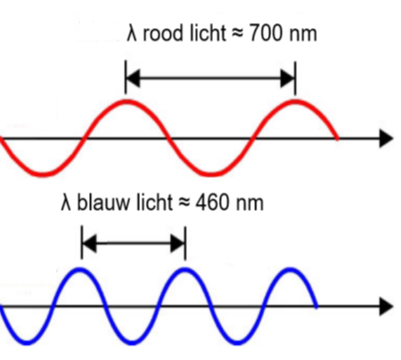 λ rood licht ≈ 700 nm
λ blauw licht ≈ 460 nm